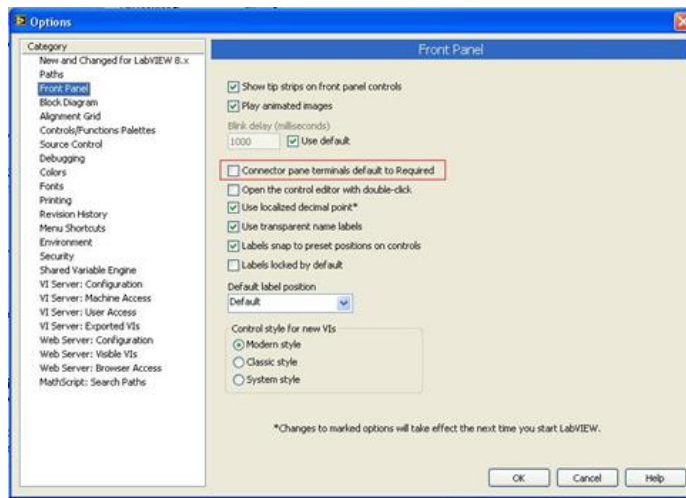 Options
Category
New and Changed for LabVIEW 8.x
Paths
Front Panel
Block Diagram
Alignment Grid
Controls/Functions Palettes
Source Control
Debugging
Colors
Fonts
Printing
Revision History
Menu Shortcuts
Environment
Security
Shared Variable Engine
VI Server: Configuration
VI Server: Machine Access
VI Server: User Access
VI Server: Exported VIs
Web Server: Configuration
Web Server: Visible VIs
Web Server: Browser Access
MathScript: Search Paths
Front Panel
Show tip strips on front panel controls
Play animated images
Blink delay (milliseconds)
1000 Use default
Connector pane terminals default to Required
Open the control editor with double-click
Use localized decimal point*
Use transparent name labels
Labels snap to preset positions on controls
Labels locked by default
Default label position
Default
Control style for new VIs
Modern style
Classic style
System style
*Changes to marked options will take effect the next time you start LabVIEW.
OK Cancel Help